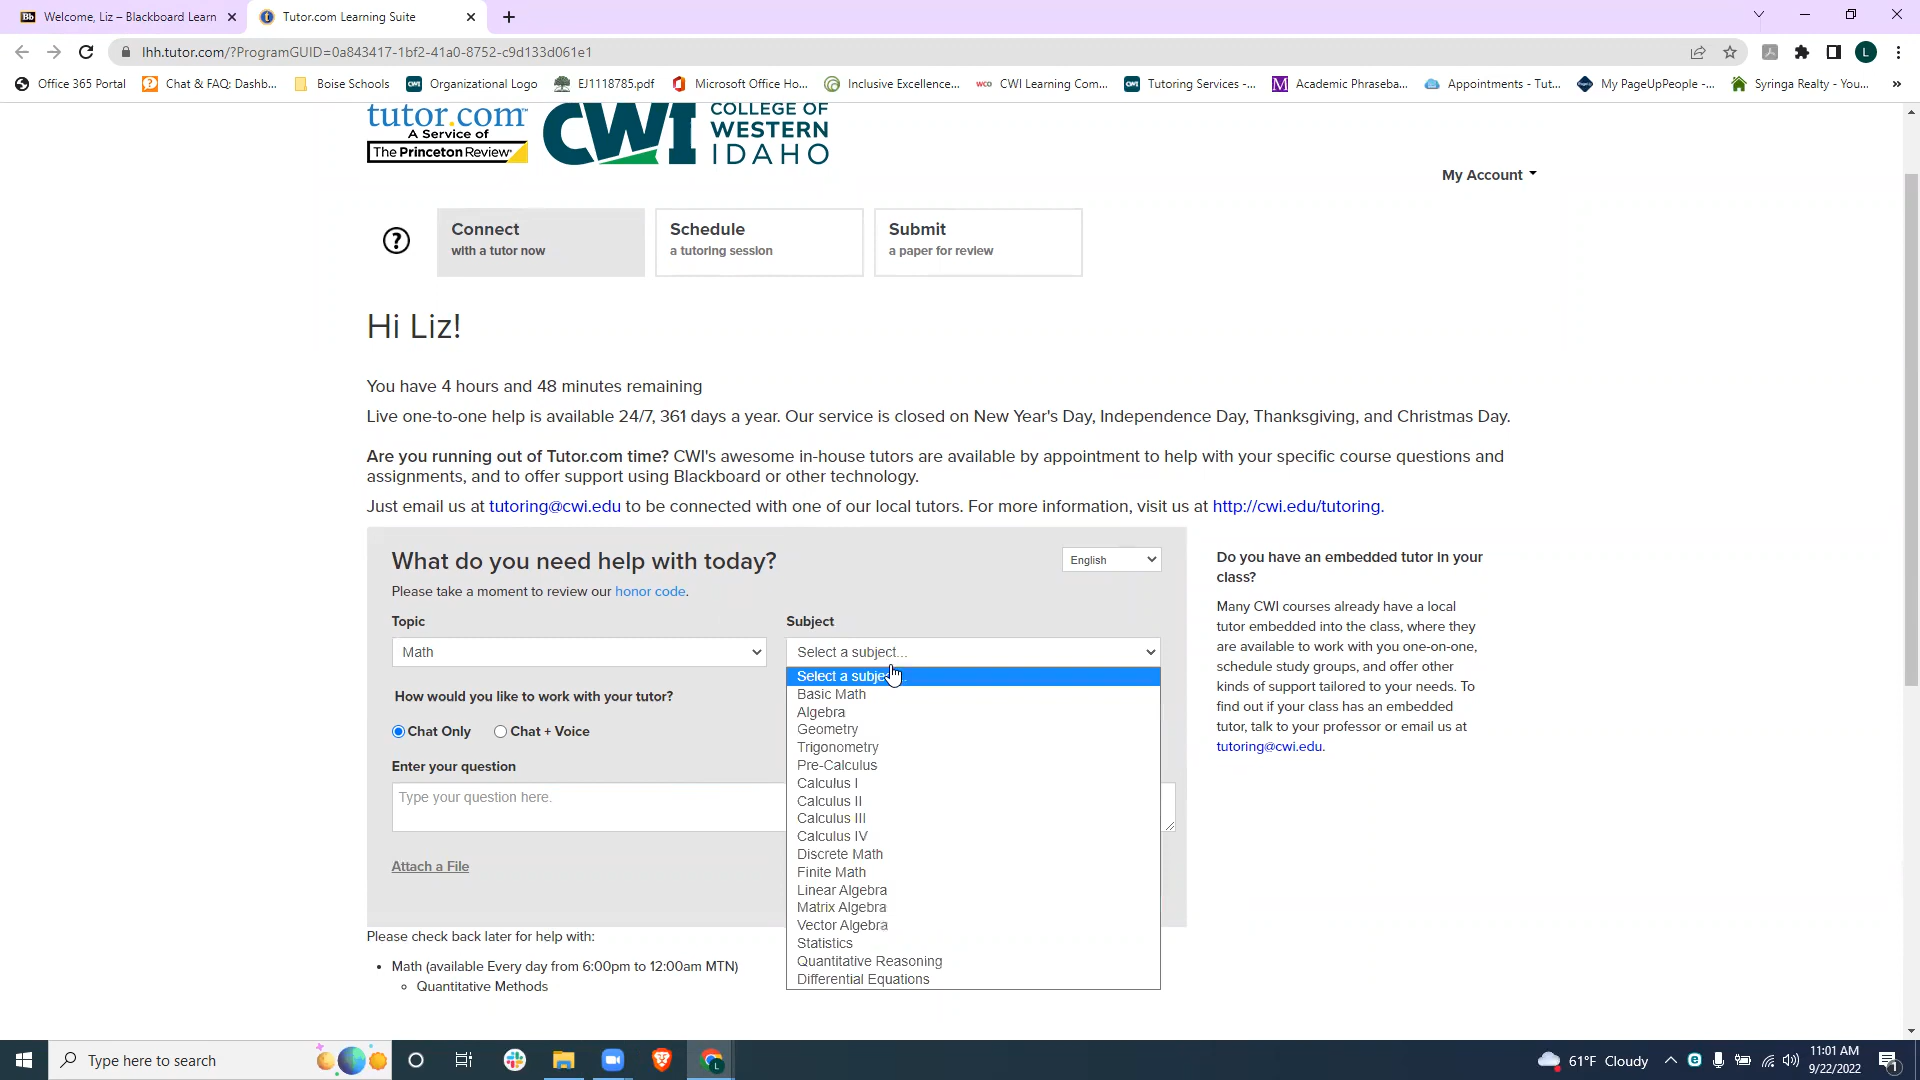 Welcome, Liz – Blackboard Learn
Tutor.com Learning Suite
lhh.tutor.com/?ProgramGUID=0a843417-1bf2-41a0-8752-c9d133d061e1
L
Office 365 Portal
Chat & FAQ: Dashb...
Boise Schools
Organizational Logo
EJ1118785.pdf
Microsoft Office Ho...
Inclusive Excellence...
CWI Learning Com...
Tutoring Services -...
Academic Phraseba...
Appointments - Tut...
My PageUpPeople -...
Syringa Realty - You...
»
tutor.com™
A Service of
The Princeton Review®
CWI
COLLEGE OF
WESTERN
IDAHO
My Account
Connect
with a tutor now
Schedule
a tutoring session
Submit
a paper for review
Hi Liz!
You have 4 hours and 48 minutes remaining
Live one-to-one help is available 24/7, 361 days a year. Our service is closed on New Year's Day, Independence Day, Thanksgiving, and Christmas Day.
Are you running out of Tutor.com time? CWI's awesome in-house tutors are available by appointment to help with your specific course questions and
assignments, and to offer support using Blackboard or other technology.
Just email us at tutoring@cwi.edu to be connected with one of our local tutors. For more information, visit us at http://cwi.edu/tutoring.
What do you need help with today?
English
Please take a moment to review our honor code.
Topic
Math
Subject
Select a subject...
Select a subje
Basic Math
Algebra
Geometry
Trigonometry
Pre-Calculus
Calculus I
Calculus II
Calculus III
Calculus IV
Discrete Math
Finite Math
Linear Algebra
Matrix Algebra
Vector Algebra
Statistics
Quantitative Reasoning
Differential Equations
How would you like to work with your tutor?
Chat Only
Chat + Voice
Enter your question
Type your question here.
Attach a File
Please check back later for help with:
• Math (available Every day from 6:00pm to 12:00am MTN)
Quantitative Methods
Do you have an embedded tutor in your
class?
Many CWI courses already have a local
tutor embedded into the class, where they
are available to work with you one-on-one,
schedule study groups, and offer other
kinds of support tailored to your needs. To
find out if your class has an embedded
tutor, talk to your professor or email us at
tutoring@cwi.edu.
Type here to search
61°F Cloudy
11:01 AM
9/22/2022
1